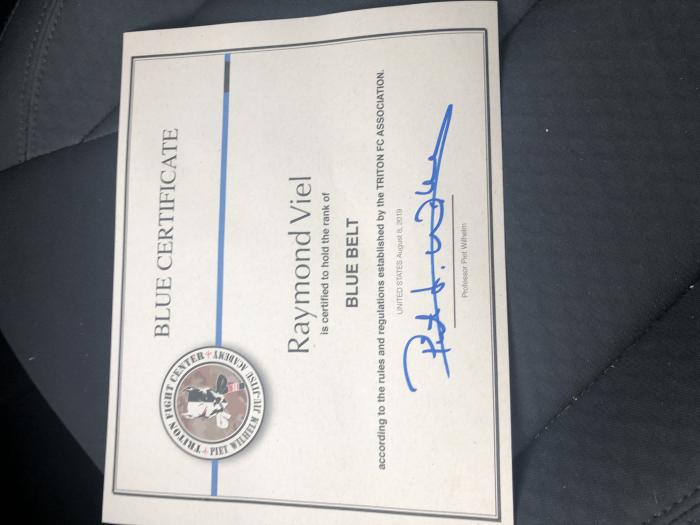 BLUE CERTIFICATE
TRITON FIGHT CENTER
PIET WILHELM JIU-JITSU ACADEMY
Raymond Viel
is certified to hold the rank of
BLUE BELT
according to the rules and regulations established by the TRITON FC ASSOCIATION.
UNITED STATES August 8, 2019
Professor Piet Wilhelm